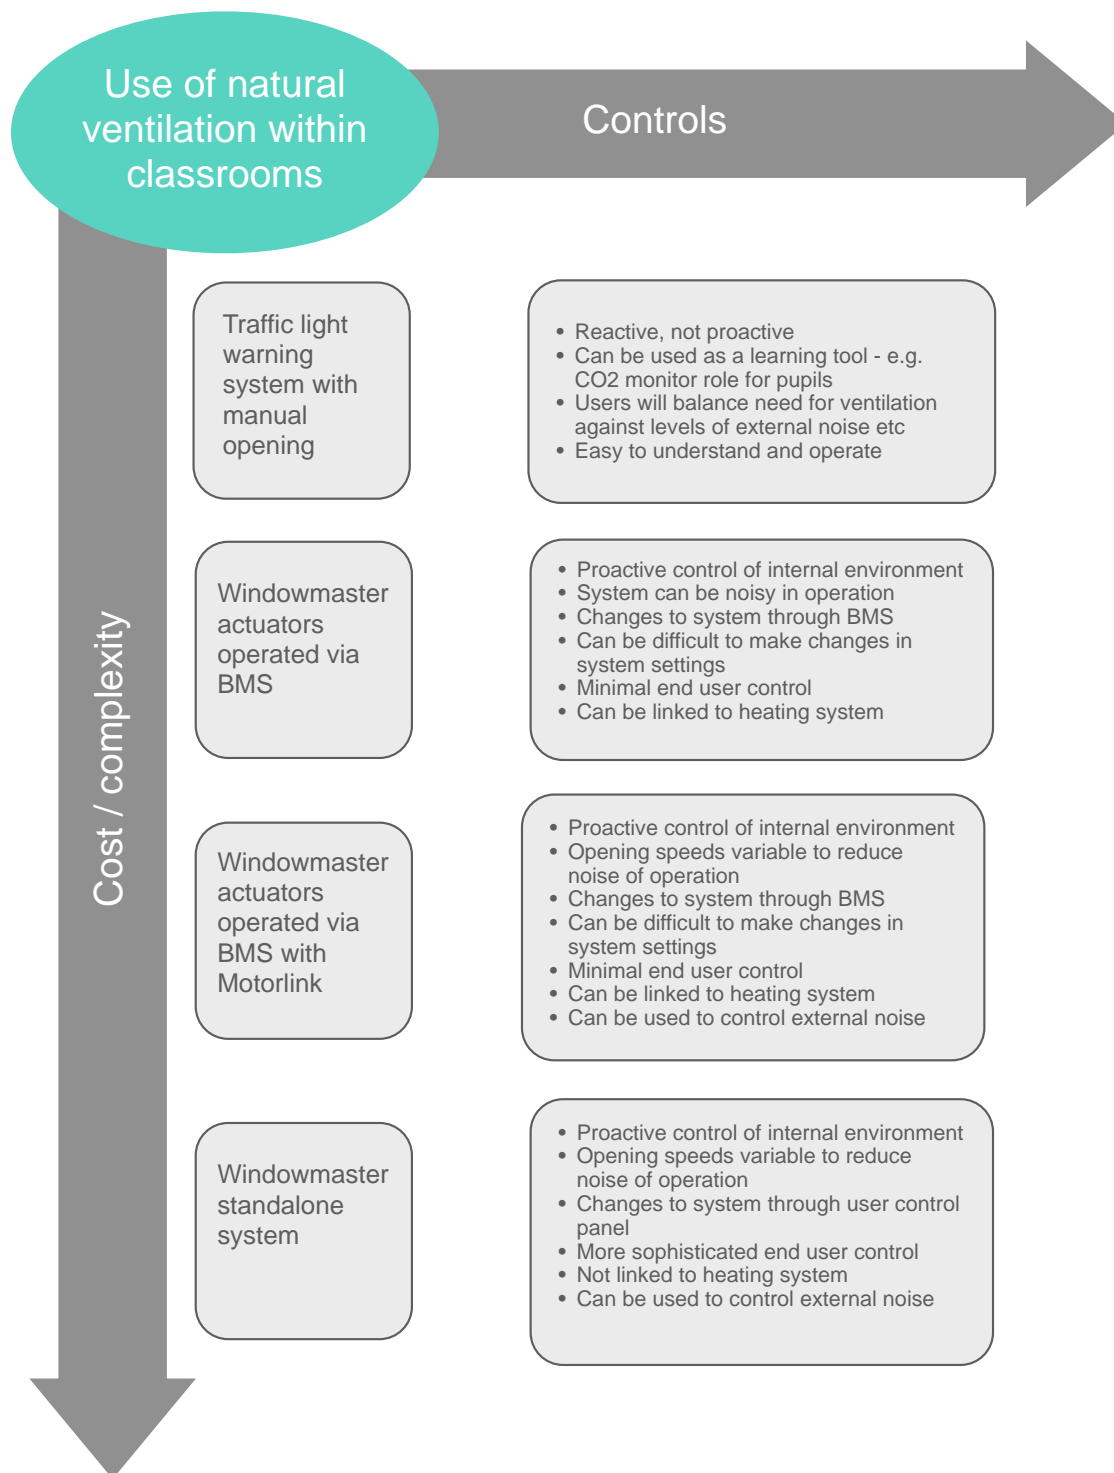 Use of natural
ventilation within
classrooms
Controls
Cost / complexity
Traffic light
warning
system with
manual
opening
• Reactive, not proactive
• Can be used as a learning tool - e.g.
CO2 monitor role for pupils
• Users will balance need for ventilation
against levels of external noise etc
• Easy to understand and operate
Windowmaster
actuators
operated via
BMS
• Proactive control of internal environment
• System can be noisy in operation
• Changes to system through BMS
• Can be difficult to make changes in
system settings
• Minimal end user control
• Can be linked to heating system
Windowmaster
actuators
operated via
BMS with
Motorlink
• Proactive control of internal environment
• Opening speeds variable to reduce
noise of operation
• Changes to system through BMS
• Can be difficult to make changes in
system settings
• Minimal end user control
• Can be linked to heating system
• Can be used to control external noise
Windowmaster
standalone
system
• Proactive control of internal environment
• Opening speeds variable to reduce
noise of operation
• Changes to system through user control
panel
• More sophisticated end user control
• Not linked to heating system
• Can be used to control external noise